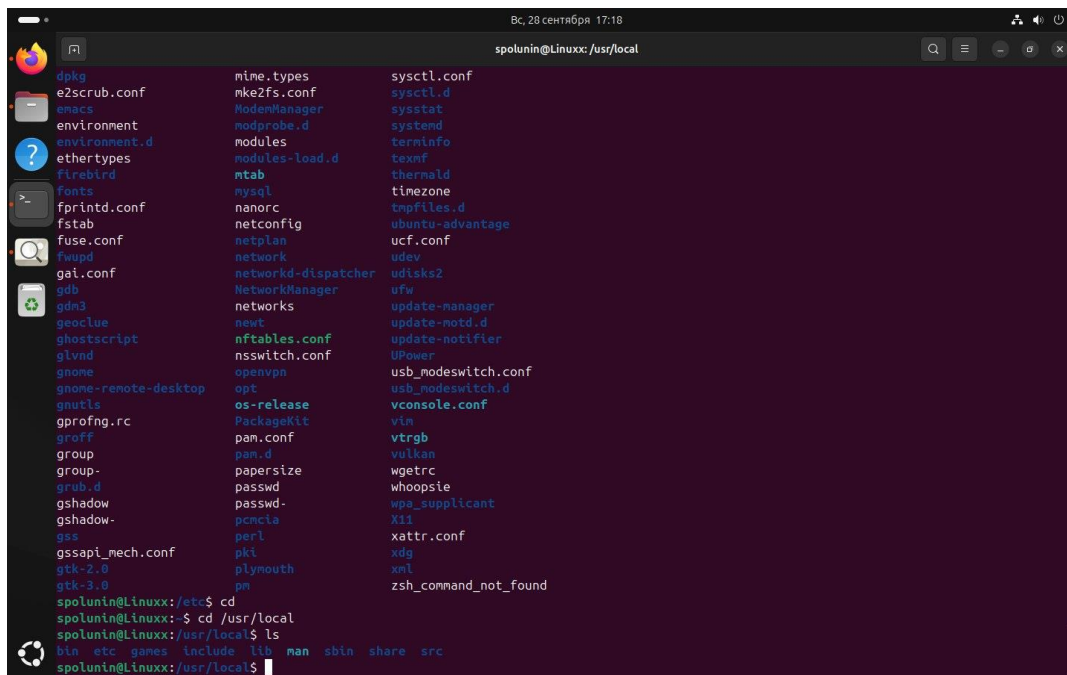 Вс, 28 сентября 17:18
spolunin@Linuxx: /usr/local
dpkg mime.types sysctl.conf
e2scrub.conf mke2fs.conf sysctl.d
emacs ModemManager sysstat
environment modprobe.d systemd
environment.d modules terminfo
ethertypes modules-load.d texmf
firebird mtab thermald
fonts mysql timezone
fprintd.conf nanorc tmpfiles.d
fstab netconfig ubuntu-advantage
fuse.conf netplan ucf.conf
fwupd network udev
gai.conf networkd-dispatcher udisks2
gdb NetworkManager ufw
gdm3 networks update-manager
geoclue newt update-motd.d
ghostscript nftables.conf update-notifier
glvnd nsswitch.conf UPower
gnome openvpn usb_modeswitch.conf
gnome-remote-desktop opt usb_modeswitch.d
gnutls os-release vconsole.conf
gprofng.rc PackageKit vim
groff pam.conf vtrgb
group pam.d vulkan
group- papersize wgetrc
grub.d passwd whoopsie
gshadow passwd- wpa_supplicant
gshadow- pcmcia X11
gss perl xattr.conf
gssapi_mech.conf pki xdg
gtk-2.0 plymouth xml
gtk-3.0 pm zsh_command_not_found
spolunin@Linuxx:/etc$ cd
spolunin@Linuxx:~$ cd /usr/local
spolunin@Linuxx:/usr/local$ ls
bin etc games include lib man sbin share src
spolunin@Linuxx:/usr/local$